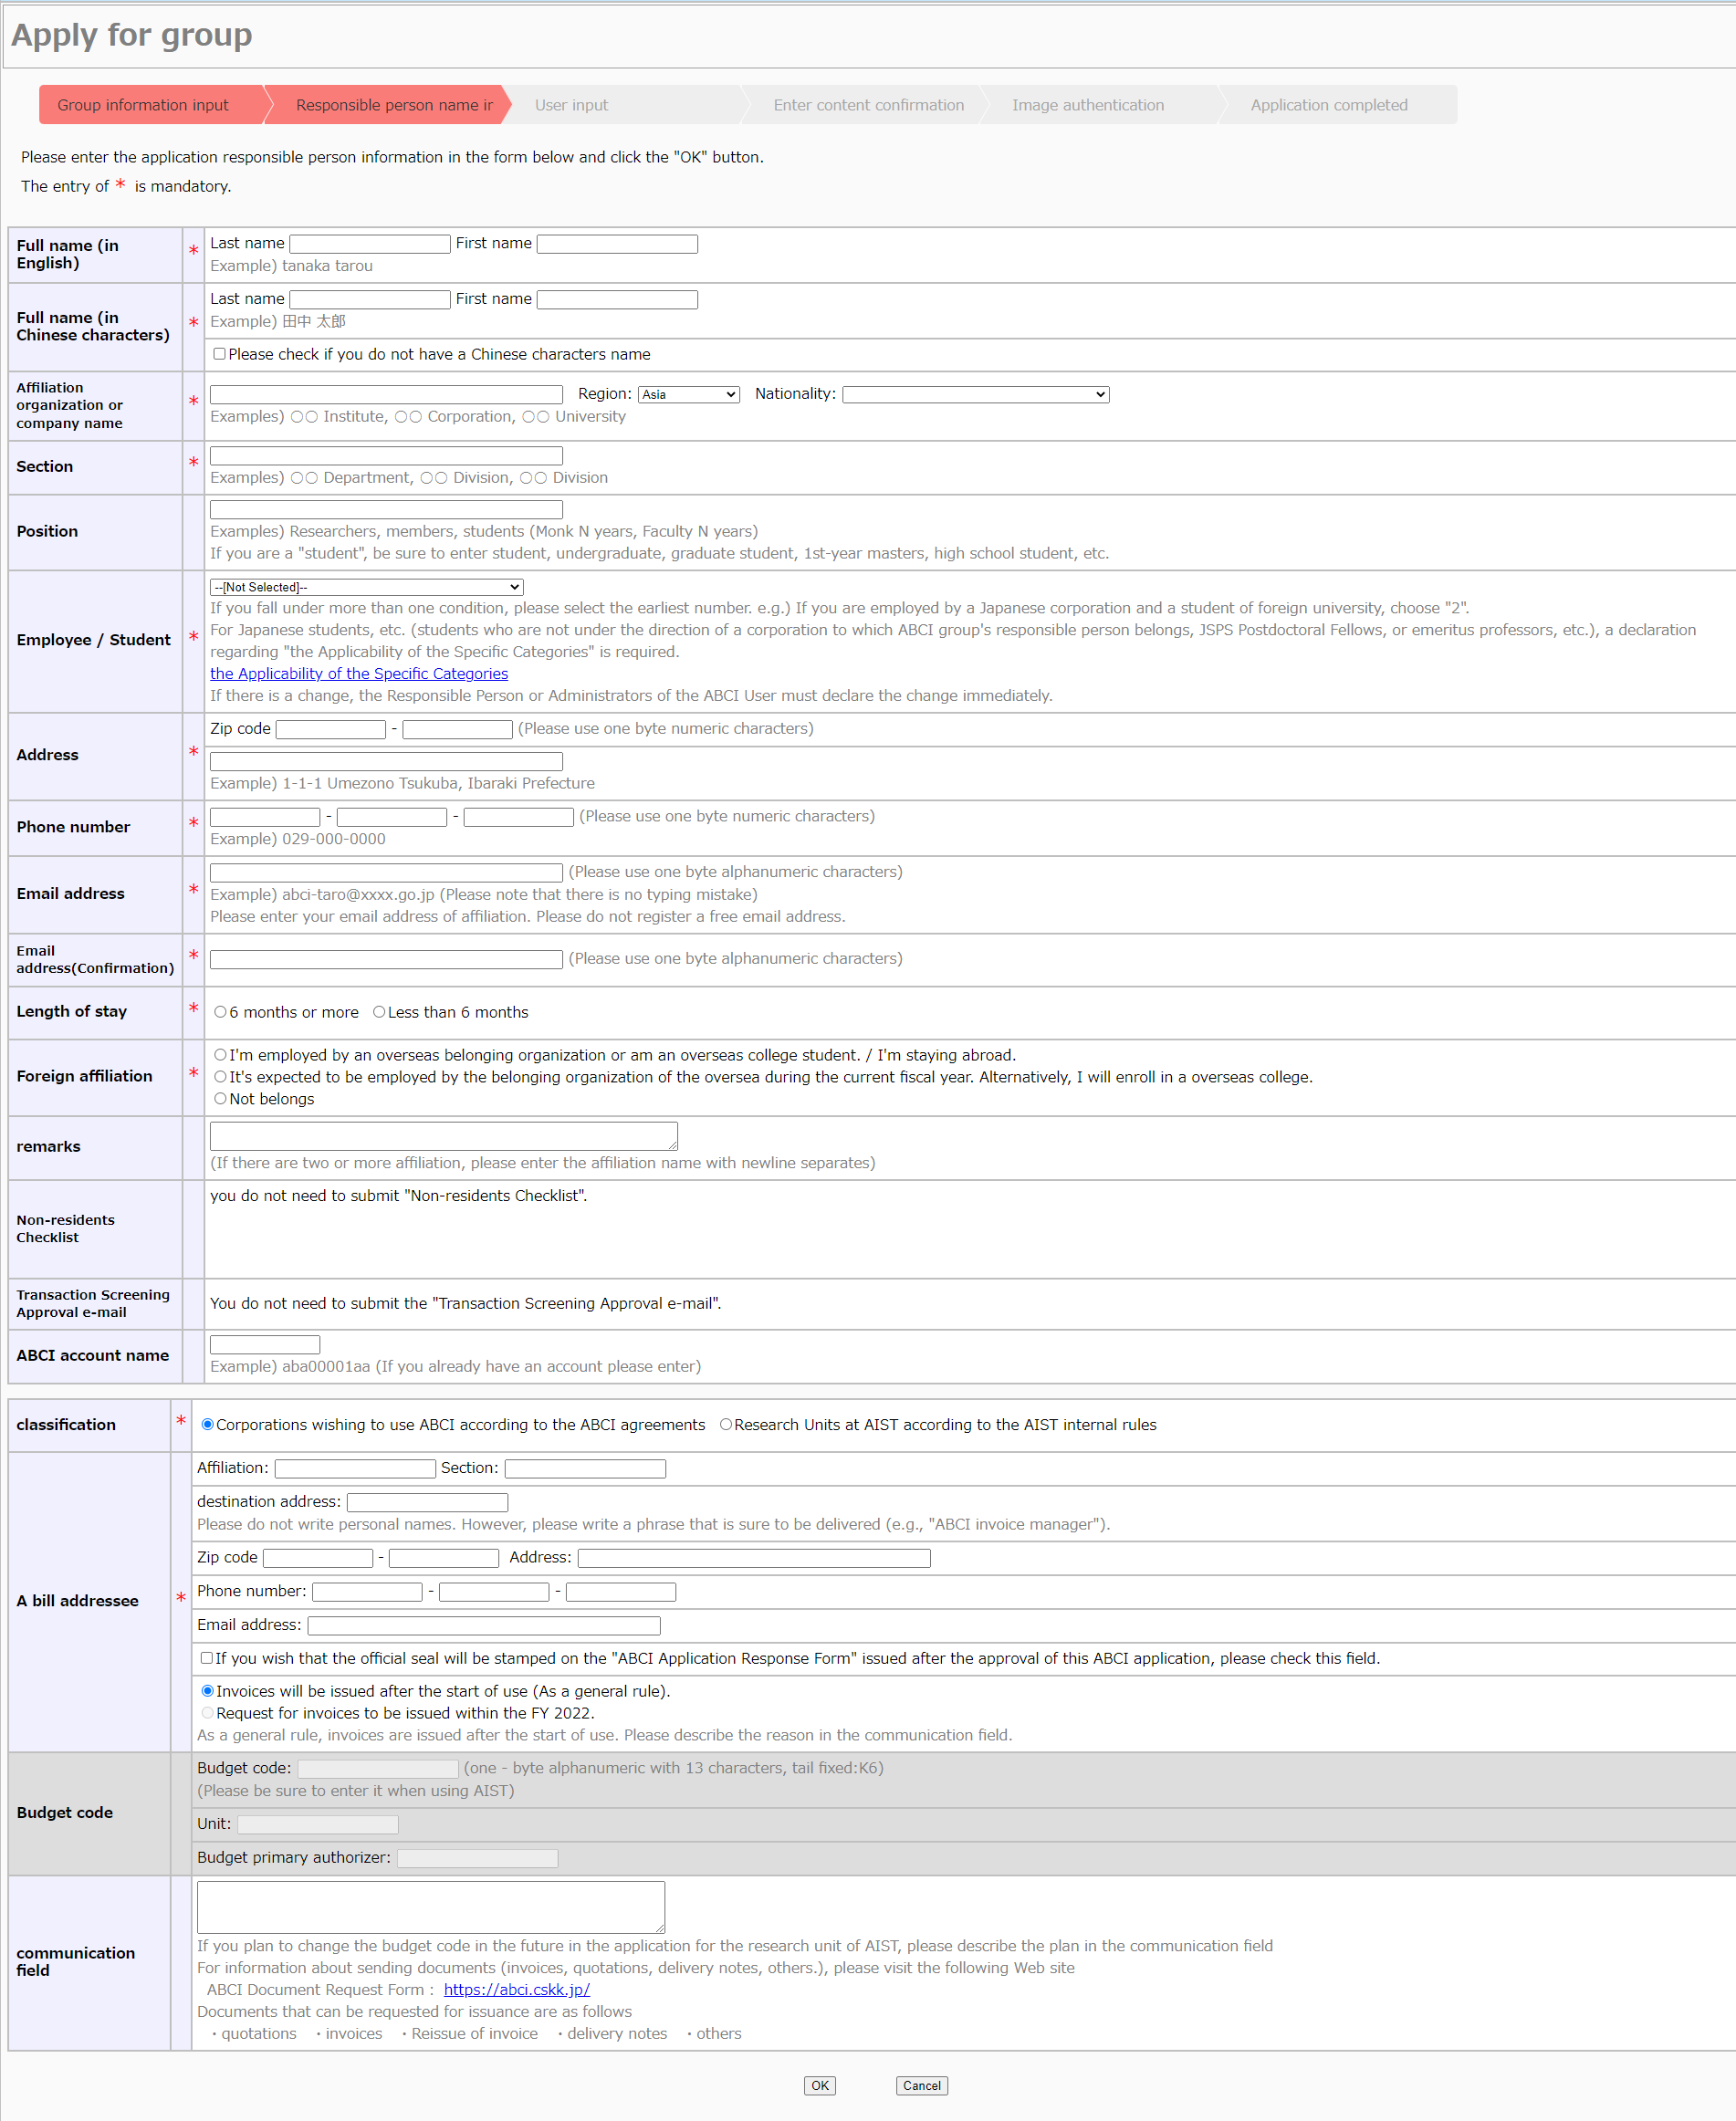 Apply for group
Group information input Responsible person name in User input Enter content confirmation Image authentication Application completed
Please enter the application responsible person information in the form below and click the "OK" button.
The entry of * is mandatory.
Full name (in English) * Last name First name
Example) tanaka tarou
Full name (in Chinese characters) * Last name First name
Example) 田中 太郎
Please check if you do not have a Chinese characters name
Affiliation organization or company name * Region: Asia Nationality:
Examples) ○○ Institute, ○○ Corporation, ○○ University
Section *
Examples) ○○ Department, ○○ Division, ○○ Division
Position
Examples) Researchers, members, students (Monk N years, Faculty N years)
If you are a "student", be sure to enter student, undergraduate, graduate student, 1st-year masters, high school student, etc.
Employee / Student * --[Not Selected]--
If you fall under more than one condition, please select the earliest number. e.g.) If you are employed by a Japanese corporation and a student of foreign university, choose "2".
For Japanese students, etc. (students who are not under the direction of a corporation to which ABCI group's responsible person belongs, JSPS Postdoctoral Fellows, or emeritus professors, etc.), a declaration
regarding "the Applicability of the Specific Categories" is required.
the Applicability of the Specific Categories
If there is a change, the Responsible Person or Administrators of the ABCI User must declare the change immediately.
Address * Zip code - (Please use one byte numeric characters)
Example) 1-1-1 Umezono Tsukuba, Ibaraki Prefecture
Phone number * - - (Please use one byte numeric characters)
Example) 029-000-0000
Email address * (Please use one byte alphanumeric characters)
Example) abci-taro@xxxx.go.jp (Please note that there is no typing mistake)
Please enter your email address of affiliation. Please do not register a free email address.
Email address(Confirmation) * (Please use one byte alphanumeric characters)
Length of stay * 6 months or more Less than 6 months
Foreign affiliation * I'm employed by an overseas belonging organization or am an overseas college student. / I'm staying abroad.
It's expected to be employed by the belonging organization of the oversea during the current fiscal year. Alternatively, I will enroll in a overseas college.
Not belongs
remarks
(If there are two or more affiliation, please enter the affiliation name with newline separates)
Non-residents Checklist you do not need to submit "Non-residents Checklist".
Transaction Screening Approval e-mail You do not need to submit the "Transaction Screening Approval e-mail".
ABCI account name
Example) aba00001aa (If you already have an account please enter)
classification * Corporations wishing to use ABCI according to the ABCI agreements Research Units at AIST according to the AIST internal rules
A bill addressee * Affiliation: Section:
destination address:
Please do not write personal names. However, please write a phrase that is sure to be delivered (e.g., "ABCI invoice manager").
Zip code - Address:
Phone number: - -
Email address:
If you wish that the official seal will be stamped on the "ABCI Application Response Form" issued after the approval of this ABCI application, please check this field.
Invoices will be issued after the start of use (As a general rule).
Request for invoices to be issued within the FY 2022.
As a general rule, invoices are issued after the start of use. Please describe the reason in the communication field.
Budget code Budget code: (one - byte alphanumeric with 13 characters, tail fixed:K6)
(Please be sure to enter it when using AIST)
Unit:
Budget primary authorizer:
communication field
If you plan to change the budget code in the future in the application for the research unit of AIST, please describe the plan in the communication field
For information about sending documents (invoices, quotations, delivery notes, others.), please visit the following Web site
ABCI Document Request Form : https://abci.cskk.jp/
Documents that can be requested for issuance are as follows
・quotations ・invoices ・Reissue of invoice ・delivery notes ・others
OK Cancel